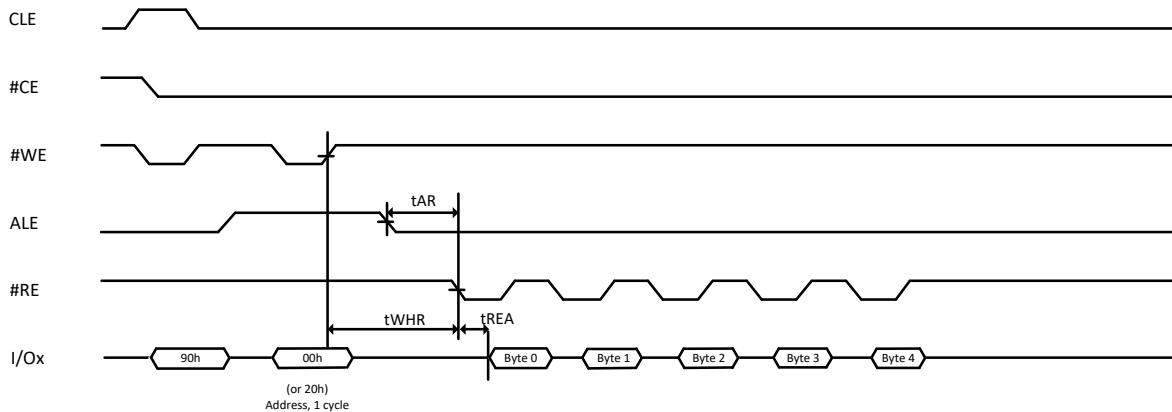 CLE
#CE
#WE
tAR
ALE
#RE
tWHR
tREA
I/Ox
90h
00h
Byte 0
Byte 1
Byte 2
Byte 3
Byte 4
(or 20h)
Address, 1 cycle